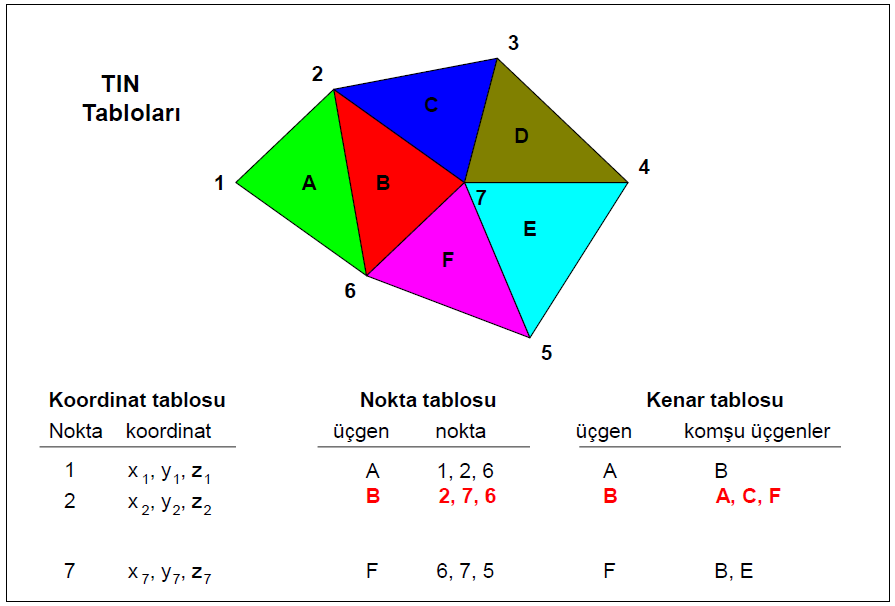 TIN
Tabloları
3
2
C
D
4
1
A
B
7
E
F
6
5
Koordinat tablosu
Nokta koordinat
1 x1, y1, z1
2 x2, y2, z2
7 x7, y7, z7
Nokta tablosu
üçgen nokta
A 1, 2, 6
B 2, 7, 6
F 6, 7, 5
Kenar tablosu
üçgen komşu üçgenler
A B
B A, C, F
F B, E